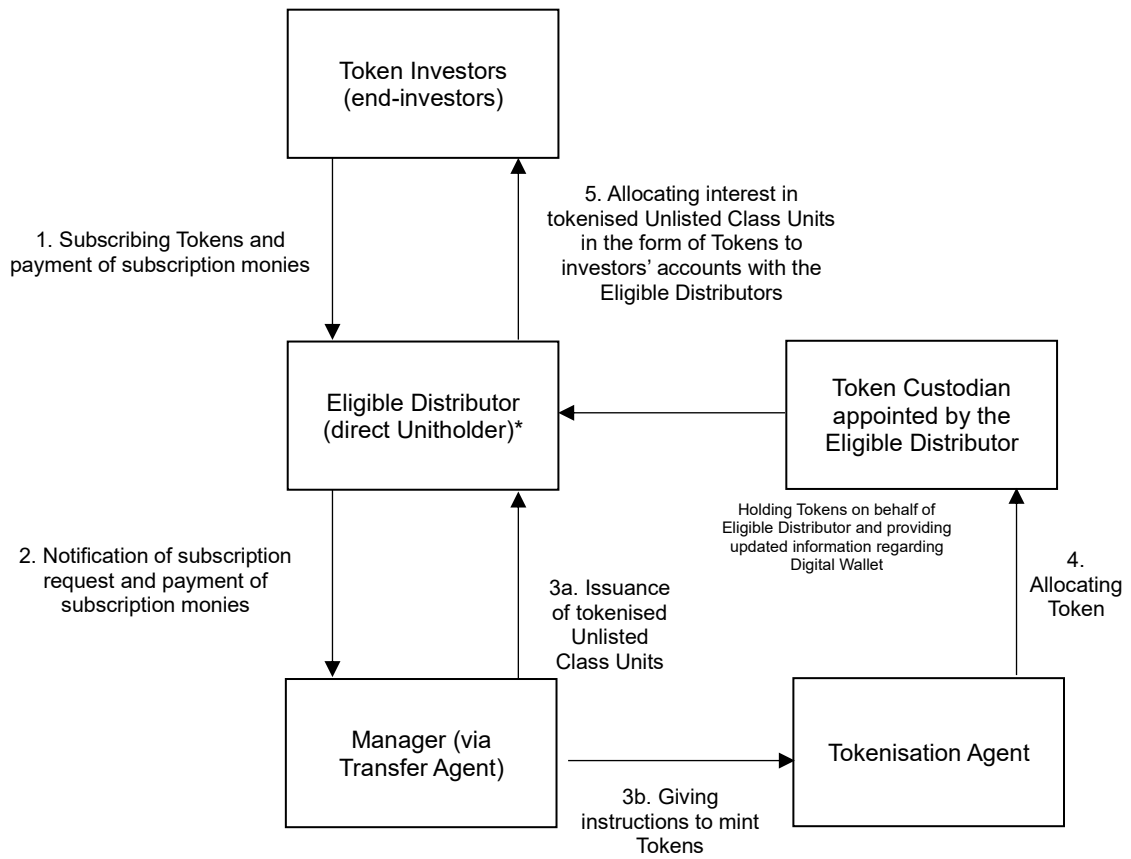 Token Investors
(end-investors)
1. Subscribing Tokens and
payment of subscription monies
5. Allocating interest in
tokenised Unlisted Class Units
in the form of Tokens to
investors’ accounts with the
Eligible Distributors
Eligible Distributor
(direct Unitholder)*
Token Custodian
appointed by the
Eligible Distributor
Holding Tokens on behalf of
Eligible Distributor and providing
updated information regarding
Digital Wallet
2. Notification of subscription
request and payment of
subscription monies
3a. Issuance
of tokenised
Unlisted
Class Units
4.
Allocating
Token
Manager (via
Transfer Agent)
Tokenisation Agent
3b. Giving
instructions to mint
Tokens